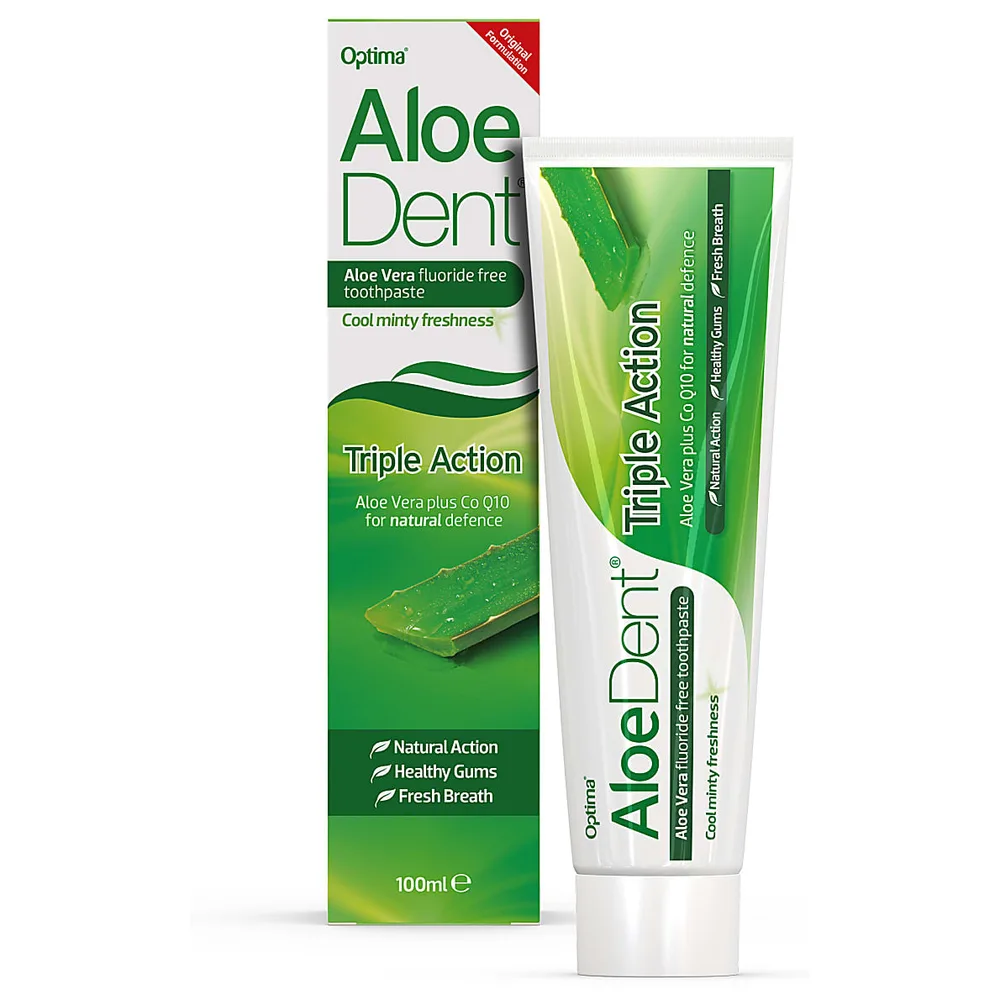 Optima®
Original
Formulation
Aloe
Dent®
Aloe Vera fluoride free
toothpaste
Cool minty freshness
Triple Action
Aloe Vera plus Co Q10
for natural defence
Natural Action
Healthy Gums
Fresh Breath
100ml ℮
Optima®
AloeDent®
Triple Action
Aloe Vera fluoride free toothpaste
Aloe Vera plus Co Q10 for natural defence
Cool minty freshness
Natural Action Healthy Gums Fresh Breath